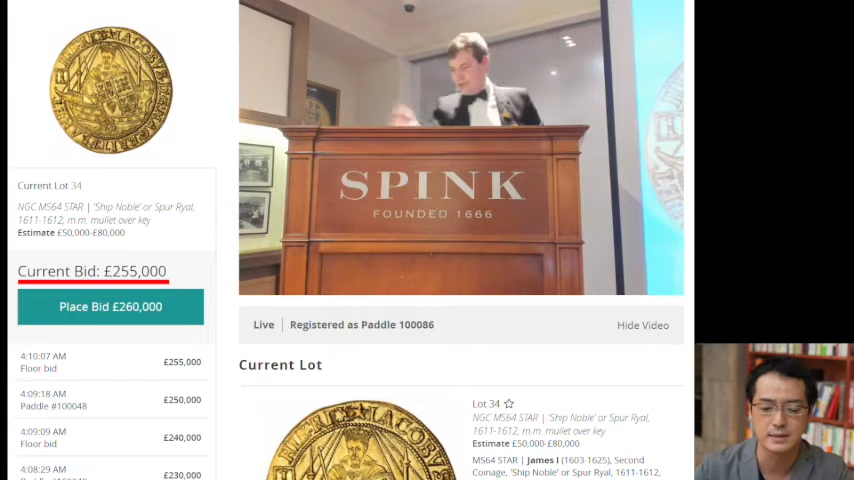 Current Lot 34
NGC MS64 STAR | 'Ship Noble' or Spur Ryal,
1611-1612, m.m. mullet over key
Estimate £50,000-£80,000
Current Bid: £255,000
Place Bid £260,000
4:10:07 AM
Floor bid
£255,000
4:09:18 AM
Paddle #100048
£250,000
4:09:09 AM
Floor bid
£240,000
4:08:29 AM
£230,000
SPINK
FOUNDED 1666
Live | Registered as Paddle 100086
Hide Video
Current Lot
Lot 34
NGC MS64 STAR | 'Ship Noble' or Spur Ryal,
1611-1612, m.m. mullet over key
Estimate £50,000-£80,000
MS64 STAR | James I (1603-1625), Second
Coinage, 'Ship Noble' or Spur Ryal, 1611-1612,